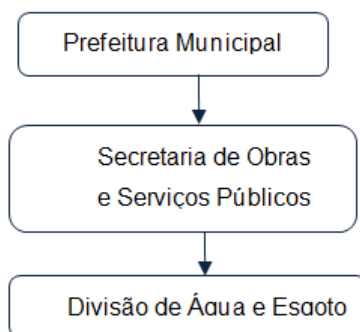 Prefeitura Municipal
Secretaria de Obras
e Serviços Públicos
Divisão de Água e Esgoto